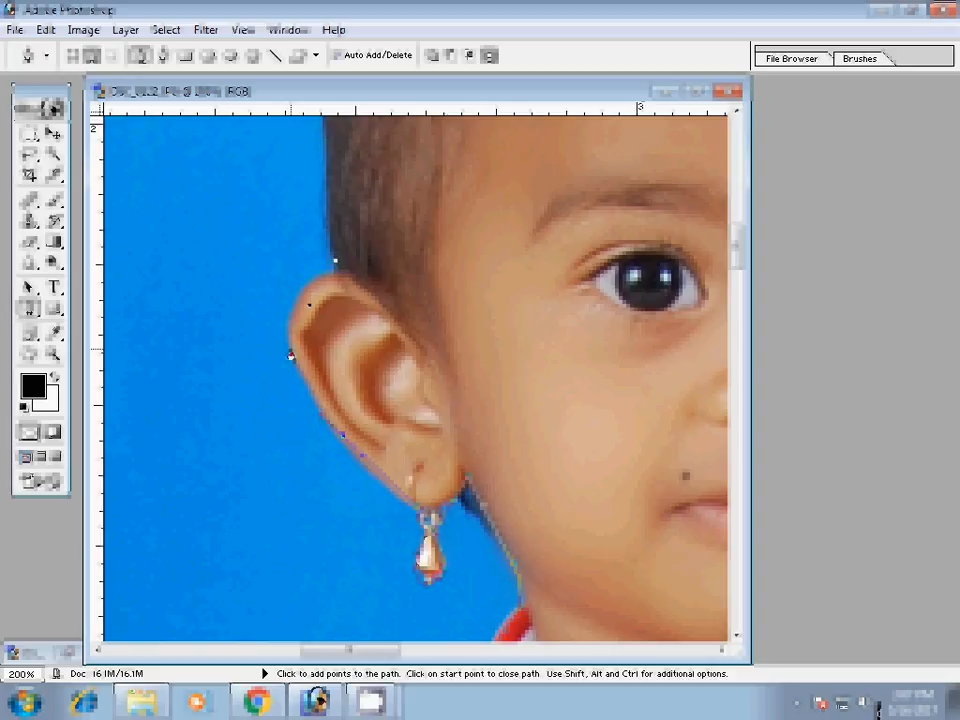 Adobe Photoshop
File Edit Image Layer Select Filter View Window Help
Auto Add/Delete
File Browser
Brushes
3
2
T
200%
Doc 16.1M/16.1M
Click to add points to the path. Click on start point to close path. Use Shift, Alt and Ctrl for additional options.